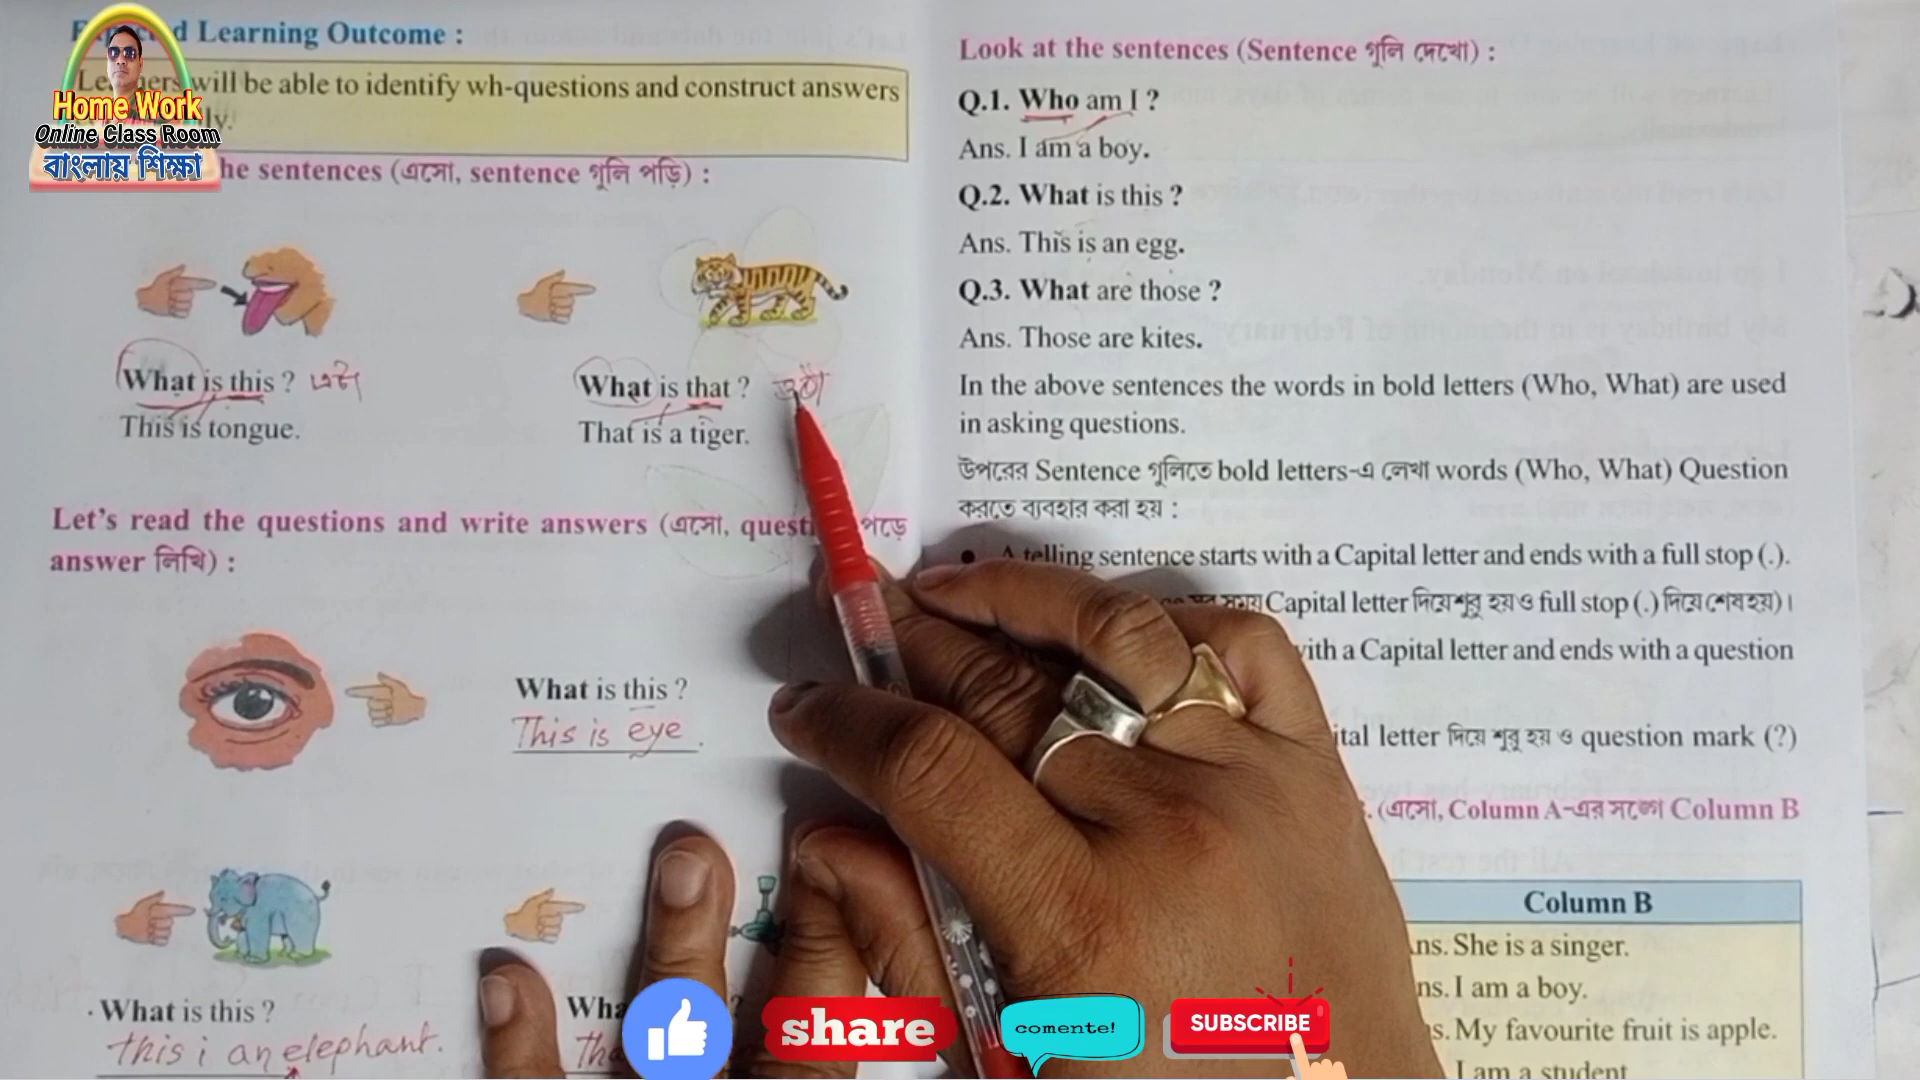 Home Work
Online Class Room
বাংলায় শিক্ষা
Learning Outcome :
will be able to identify wh-questions and construct answers
sentences (এসো, sentence গুলি পড়ি) :
What is this ? এটা
This is tongue.
What is that ? ওটা
That is a tiger.
Let's read the questions and write answers (এসো, পড়ে
answer লিখি) :
What is this ?
This is eye .
What is this ?
this i an elephant.
Look at the sentences (Sentence গুলি দেখো) :
Q.1. Who am I ?
Ans. I am a boy.
Q.2. What is this ?
Ans. This is an egg.
Q.3. What are those ?
Ans. Those are kites.
In the above sentences the words in bold letters (Who, What) are used
in asking questions.
উপরের Sentence গুলিতে bold letters-এ লেখা words (Who, What) Question
করতে ব্যবহার করা হয় :
• A telling sentence starts with a Capital letter and ends with a full stop (.).
Capital letter দিয়ে শুরু হয় ও full stop (.) দিয়ে শেষ হয়)।
with a Capital letter and ends with a question
letter দিয়ে শুরু হয় ও question mark (?)
(এসো, Column A-এর সঙ্গে Column B
Column B
She is a singer.
I am a boy.
My favourite fruit is apple.
I am a student
share
comente!
SUBSCRIBE